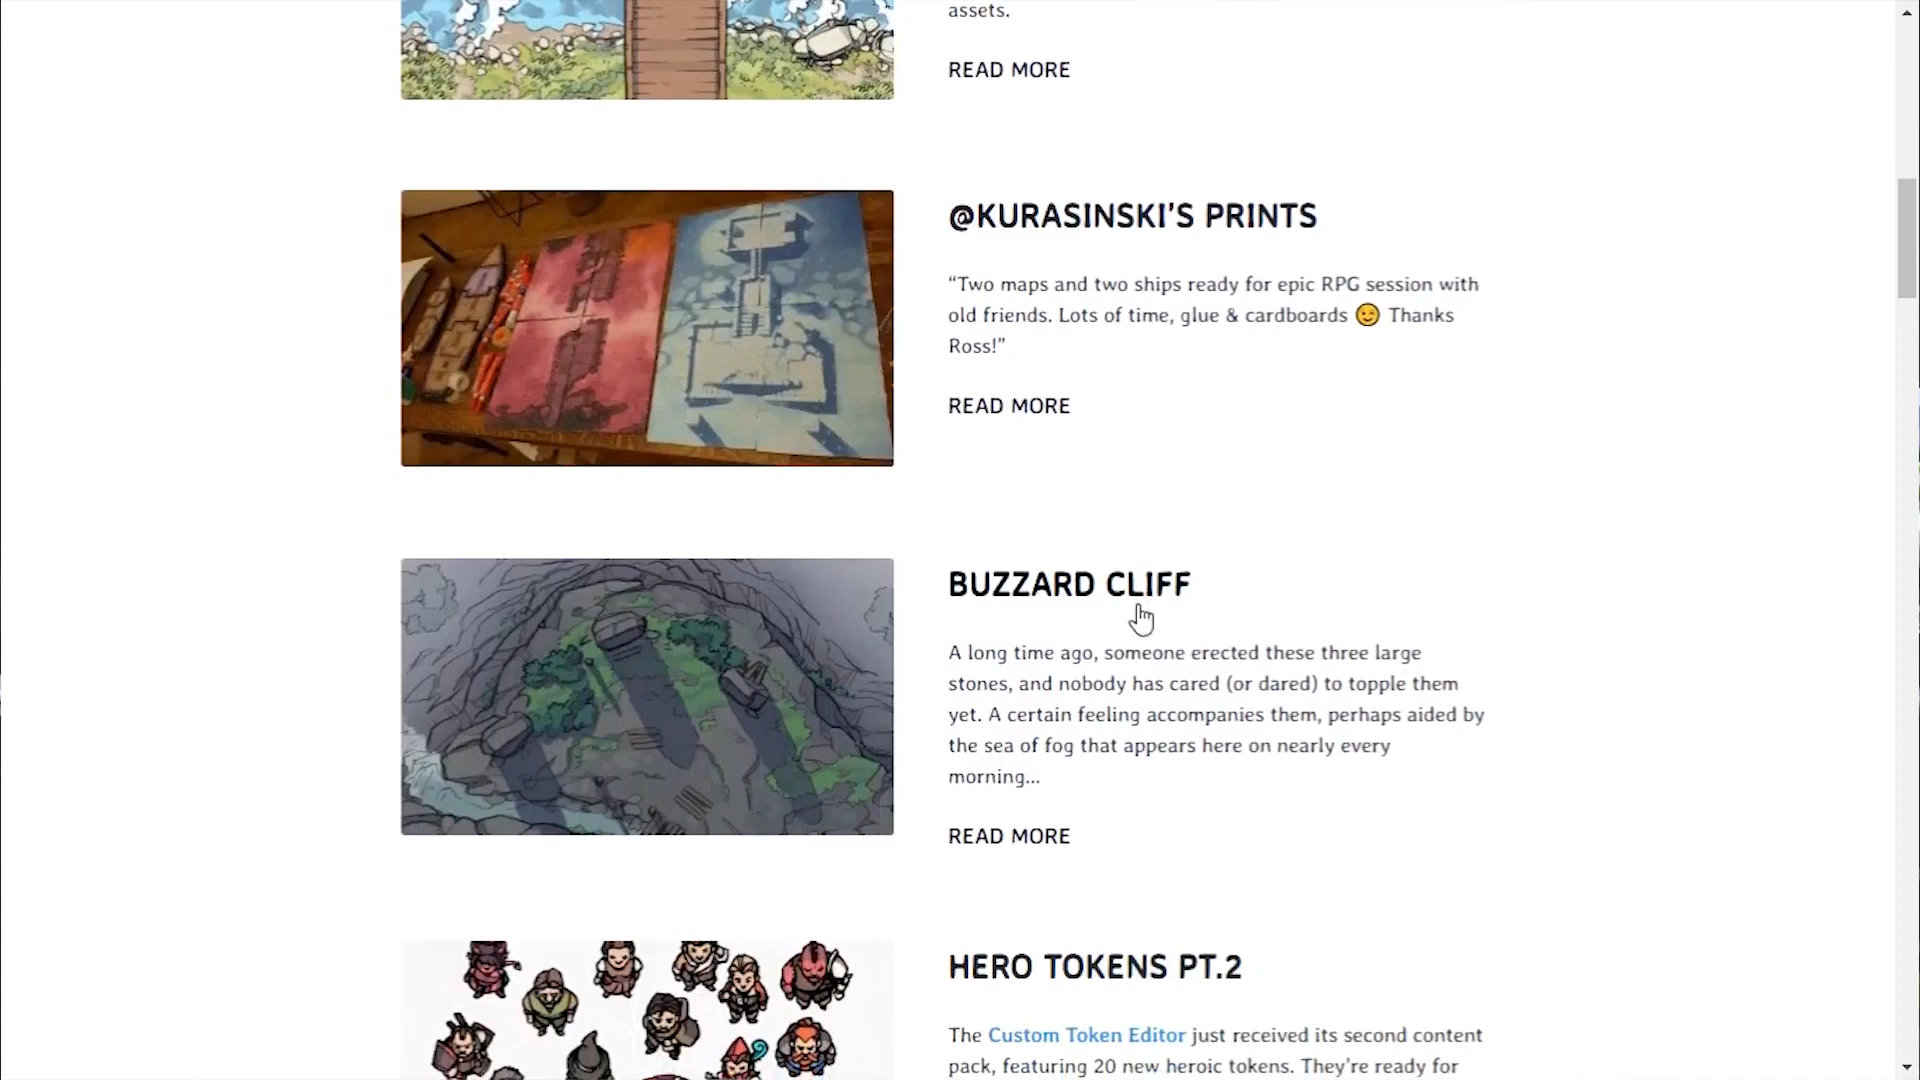 assets.
READ MORE
@KURASINSKI’S PRINTS
“Two maps and two ships ready for epic RPG session with
old friends. Lots of time, glue & cardboards 😉 Thanks
Ross!”
READ MORE
BUZZARD CLIFF
A long time ago, someone erected these three large
stones, and nobody has cared (or dared) to topple them
yet. A certain feeling accompanies them, perhaps aided by
the sea of fog that appears here on nearly every
morning…
READ MORE
HERO TOKENS PT.2
The Custom Token Editor just received its second content
pack, featuring 20 new heroic tokens. They’re ready for